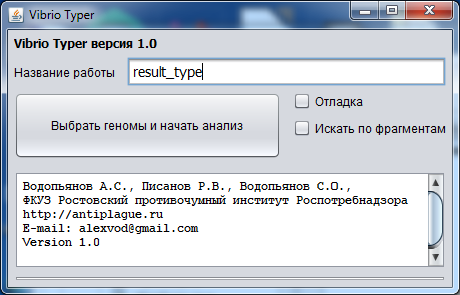 Vibrio Typer
Vibrio Typer версия 1.0
Название работы result_type
Выбрать геномы и начать анализ
Отладка
Искать по фрагментам
Водопьянов А.С., Писанов Р.В., Водопьянов С.О.,
ФКУЗ Ростовский противочумный институт Роспотребнадзора
http://antiplague.ru
E-mail: alexvod@gmail.com
Version 1.0